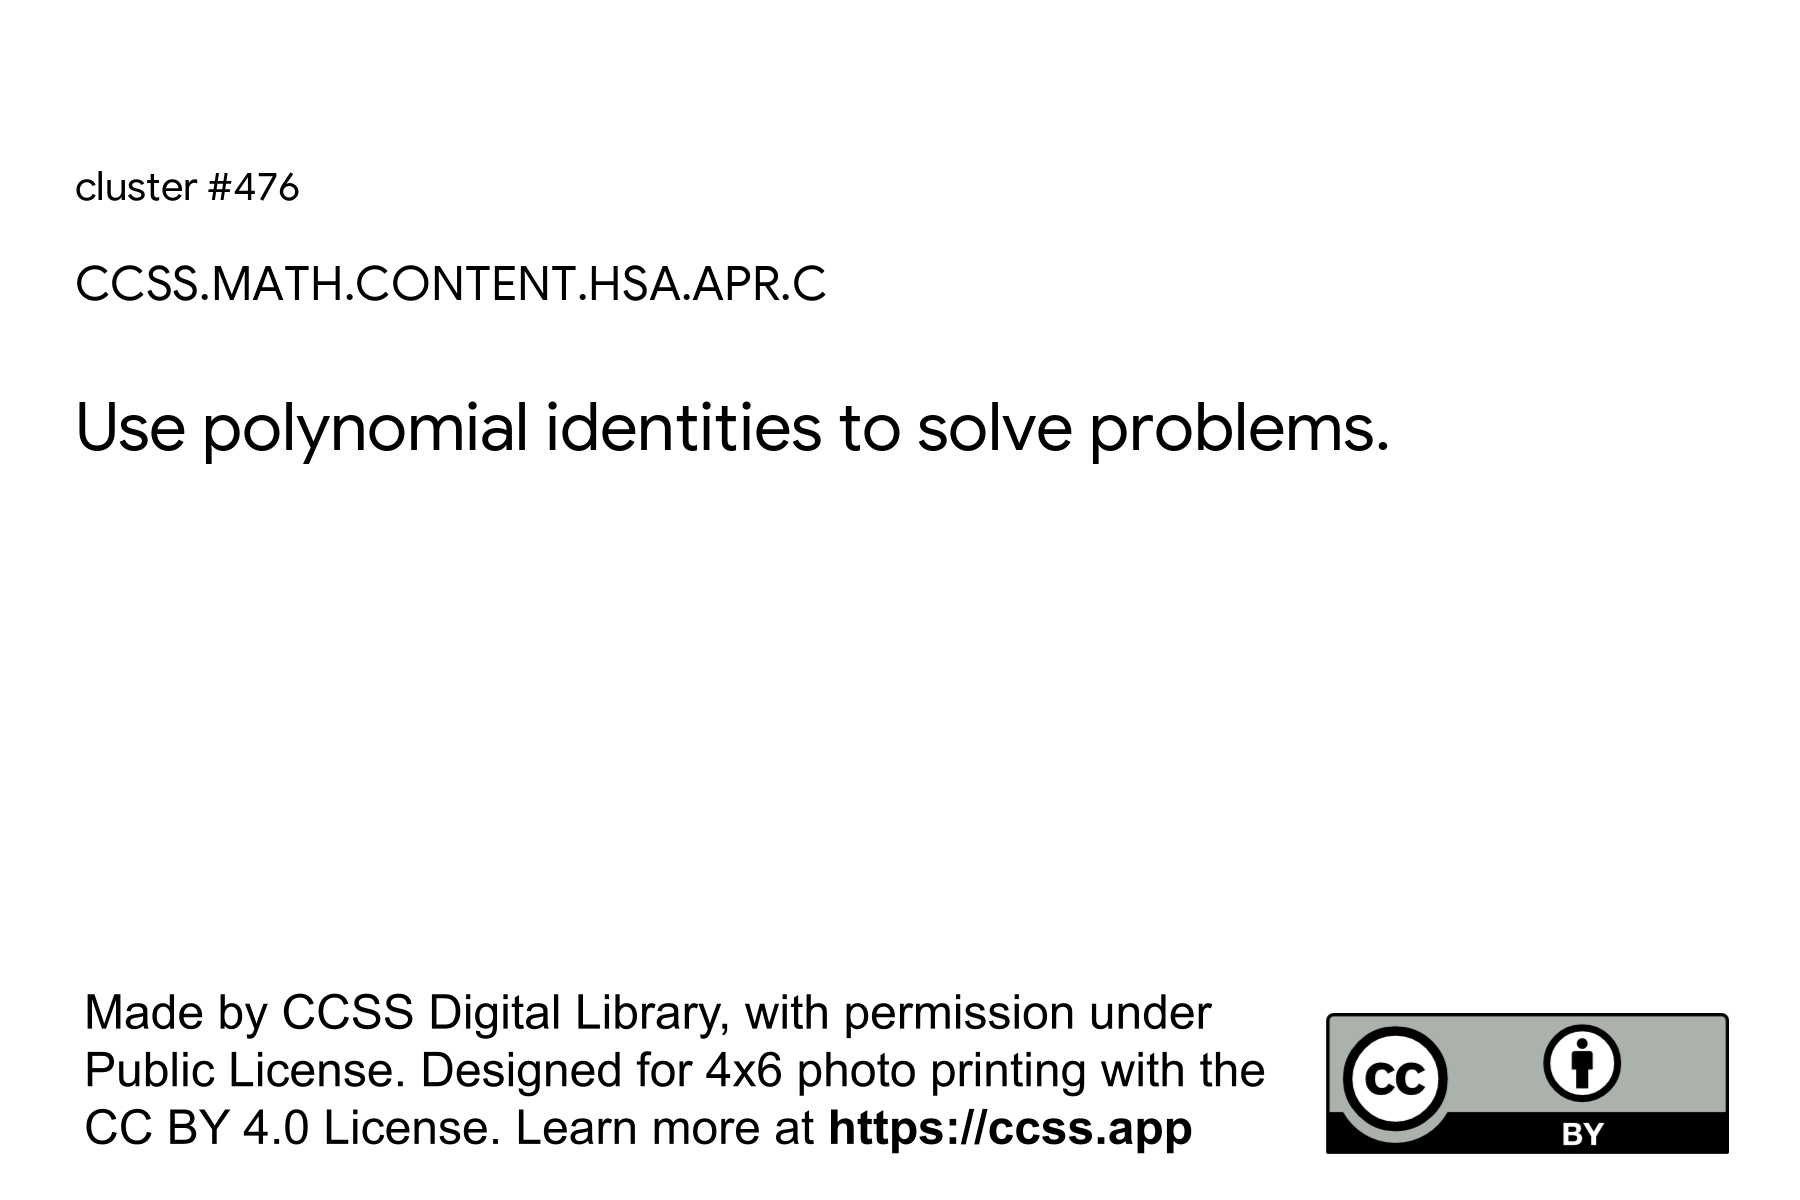 cluster #476
CCSS.MATH.CONTENT.HSA.APR.C
Use polynomial identities to solve problems.
Made by CCSS Digital Library, with permission under
Public License. Designed for 4x6 photo printing with the
CC BY 4.0 License. Learn more at https://ccss.app
CC
BY